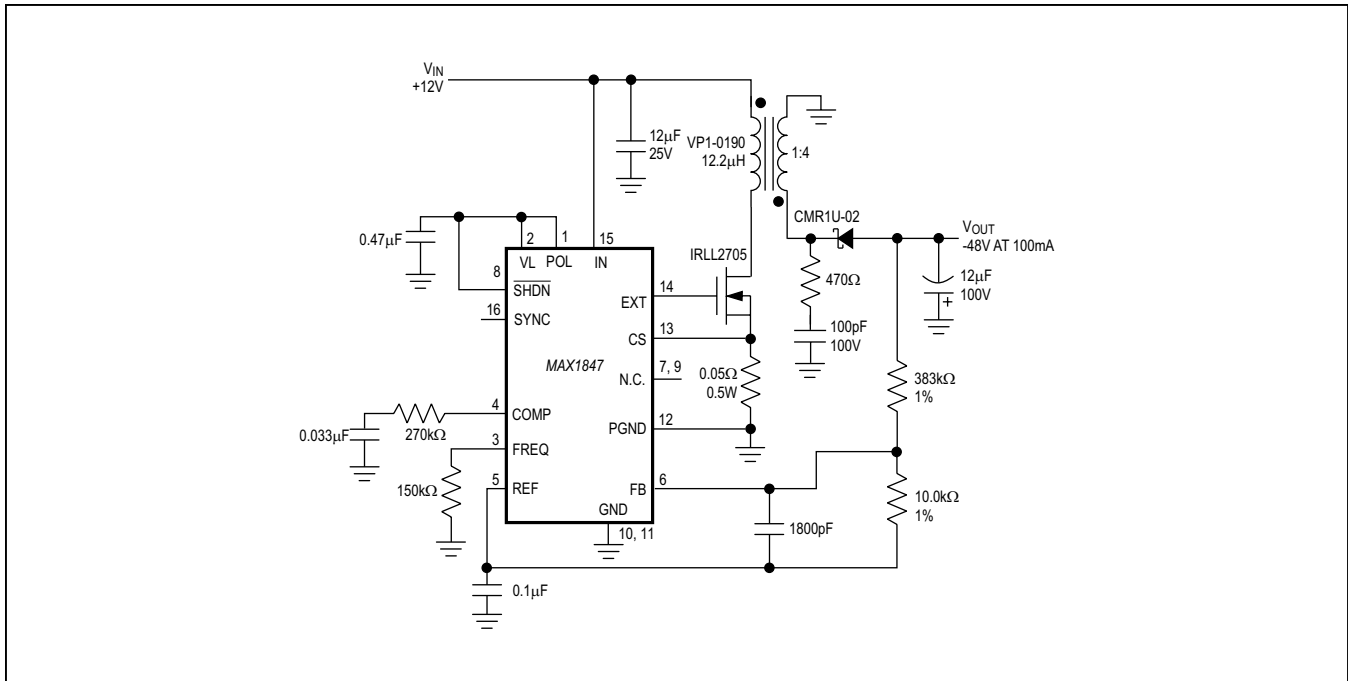 VIN
+12V
12µF
25V
VP1-0190
12.2µH
1:4
CMR1U-02
VOUT
-48V AT 100mA
0.47µF
2
1
15
VL
POL
IN
IRLL2705
470Ω
12µF
100V
+
8
SHDN
14
EXT
16
SYNC
13
CS
100pF
100V
MAX1847
7, 9
N.C.
0.05Ω
0.5W
383kΩ
1%
4
COMP
12
PGND
0.033µF
270kΩ
3
FREQ
150kΩ
5
REF
6
FB
10.0kΩ
1%
GND
10, 11
1800pF
0.1µF